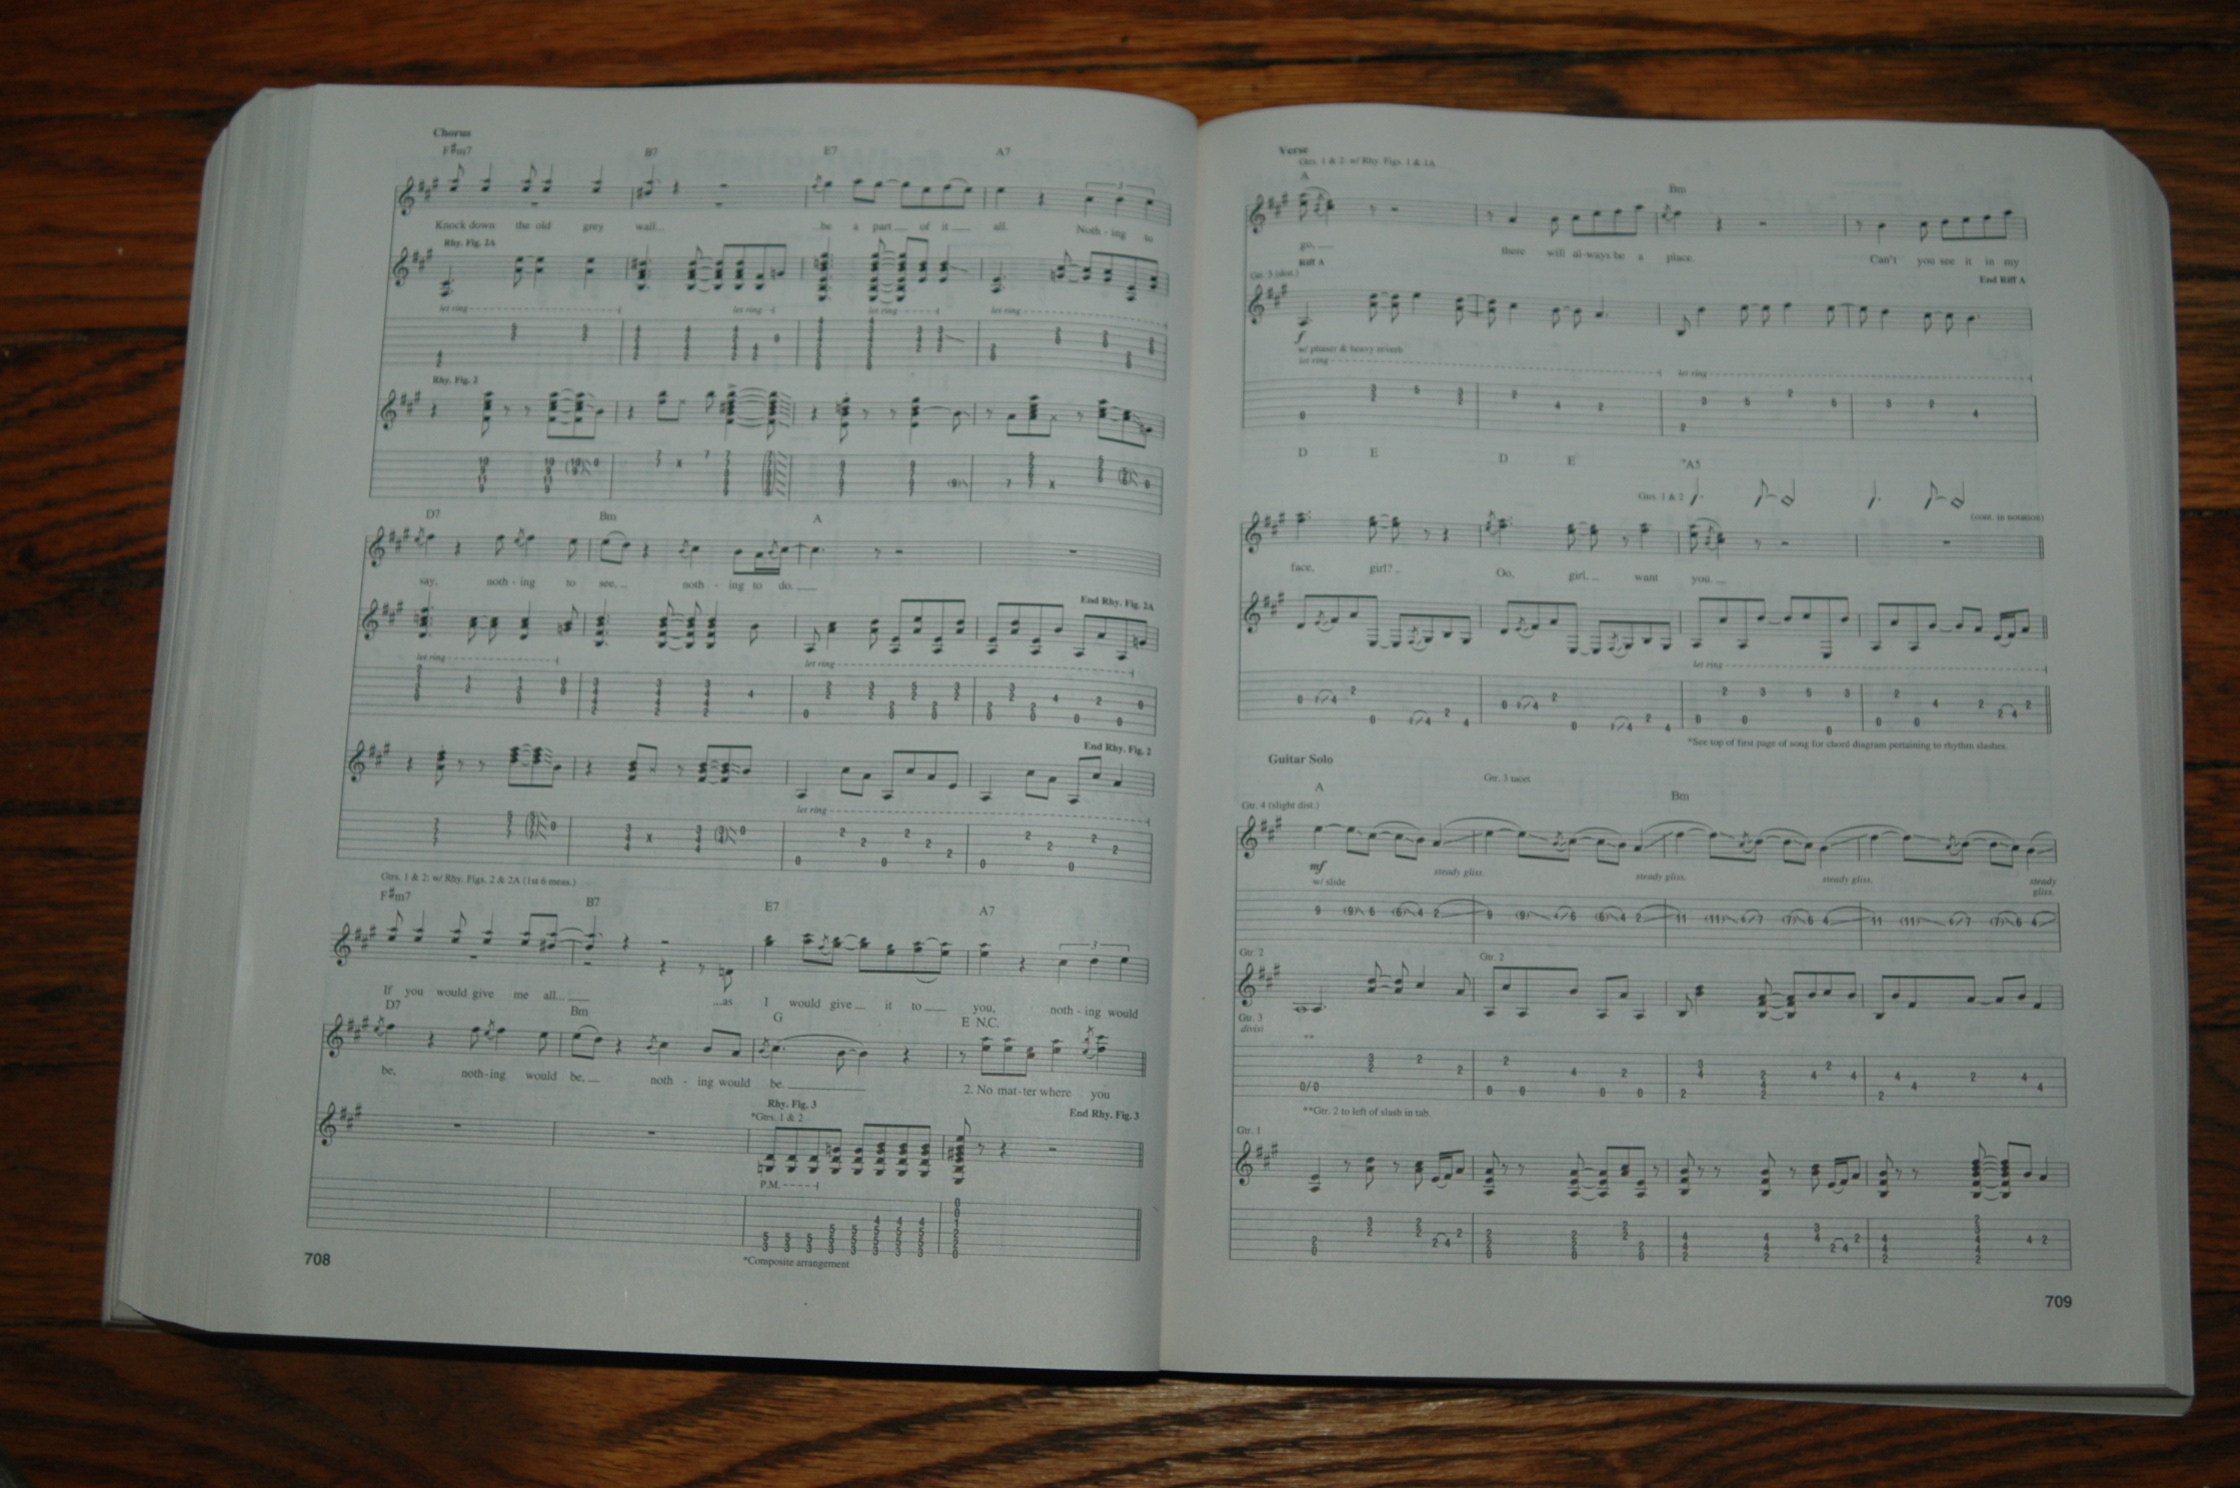 Chorus
F#m7 B7 E7 A7
Knock down the old grey wall. be a part of it all. Noth - ing to
Rhy. Fig. 2A
let ring let ring let ring let ring
Rhy. Fig. 2
D7 Bm A
say, noth - ing to see, noth - ing to do.
End Rhy. Fig. 2A
let ring let ring
End Rhy. Fig. 2
let ring
Gtrs. 1 & 2: w/ Rhy. Figs. 2 & 2A (1st 6 meas.)
F#m7 B7 E7 A7
If you would give me all... ...as I would give it to you, noth - ing would
D7 Bm G E N.C.
be, noth - ing would be, noth - ing would be. 2. No mat - ter where you
Rhy. Fig. 3 End Rhy. Fig. 3
*Gtrs. 1 & 2
P.M.
*Composite arrangement
708
Verse
Gtrs. 1 & 2: w/ Rhy. Figs. 1 & 1A
A Bm
go, there will al - ways be a place. Can't you see it in my
Riff A End Riff A
Gtr. 3 (dist.)
f
w/ phaser & heavy reverb
let ring let ring
D E D E *A5
Gtrs. 1 & 2
(cont. in notation)
face, girl? Oo, girl, want you.
let ring
*See top of first page of song for chord diagram pertaining to rhythm slashes.
Guitar Solo
Gtr. 3 tacet
A Bm
Gtr. 4 (slight dist.)
mf
w/ slide
steady gliss. steady gliss. steady gliss. steady gliss.
Gtr. 2 Gtr. 2
Gtr. 3
divisi
**
**Gtr. 2 to left of slash in tab.
Gtr. 1
709